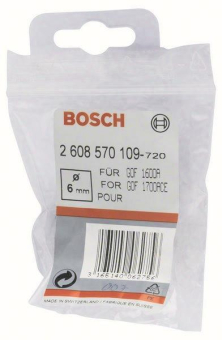 BOSCH
2 608 570 109-720
Ø
6 mm
FÜR GOF 1600A
FOR GOF 1700ACE
POUR